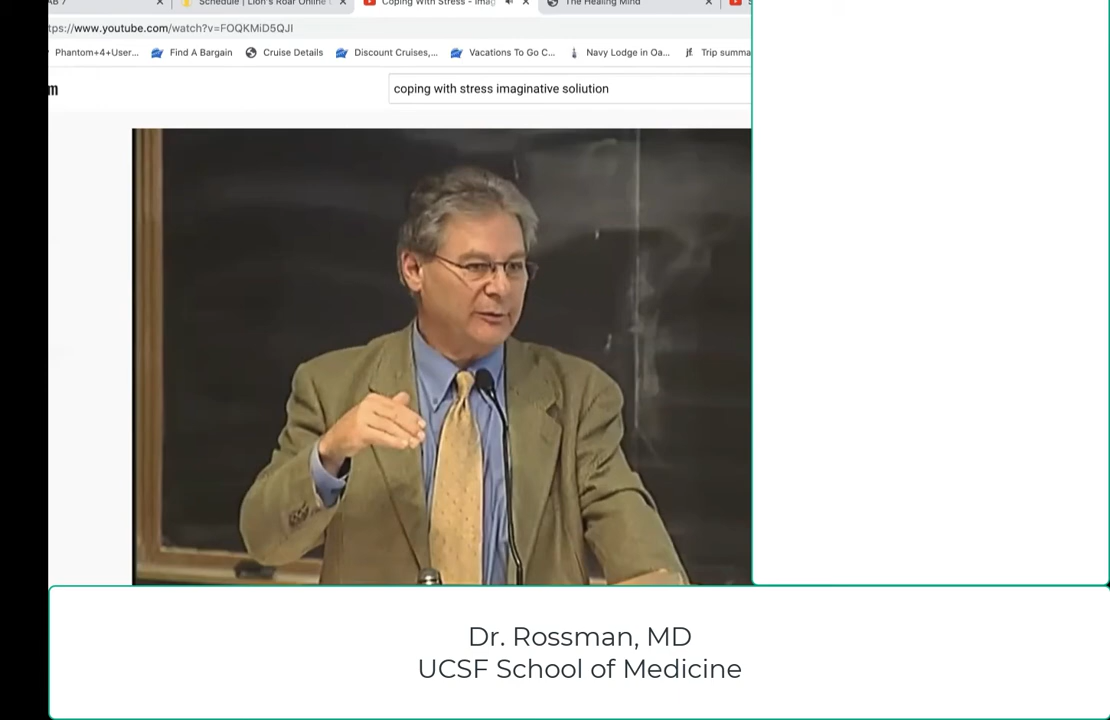 Schedule | Lion's Roar Online
Coping With Stress - Imag
The Healing Mind
tps://www.youtube.com/watch?v=FOQKMiD5QJI
Phantom+4+User... Find A Bargain Cruise Details Discount Cruises,... Vacations To Go C... Navy Lodge in Oa... Trip summa
m
coping with stress imaginative soliution
Dr. Rossman, MD
UCSF School of Medicine